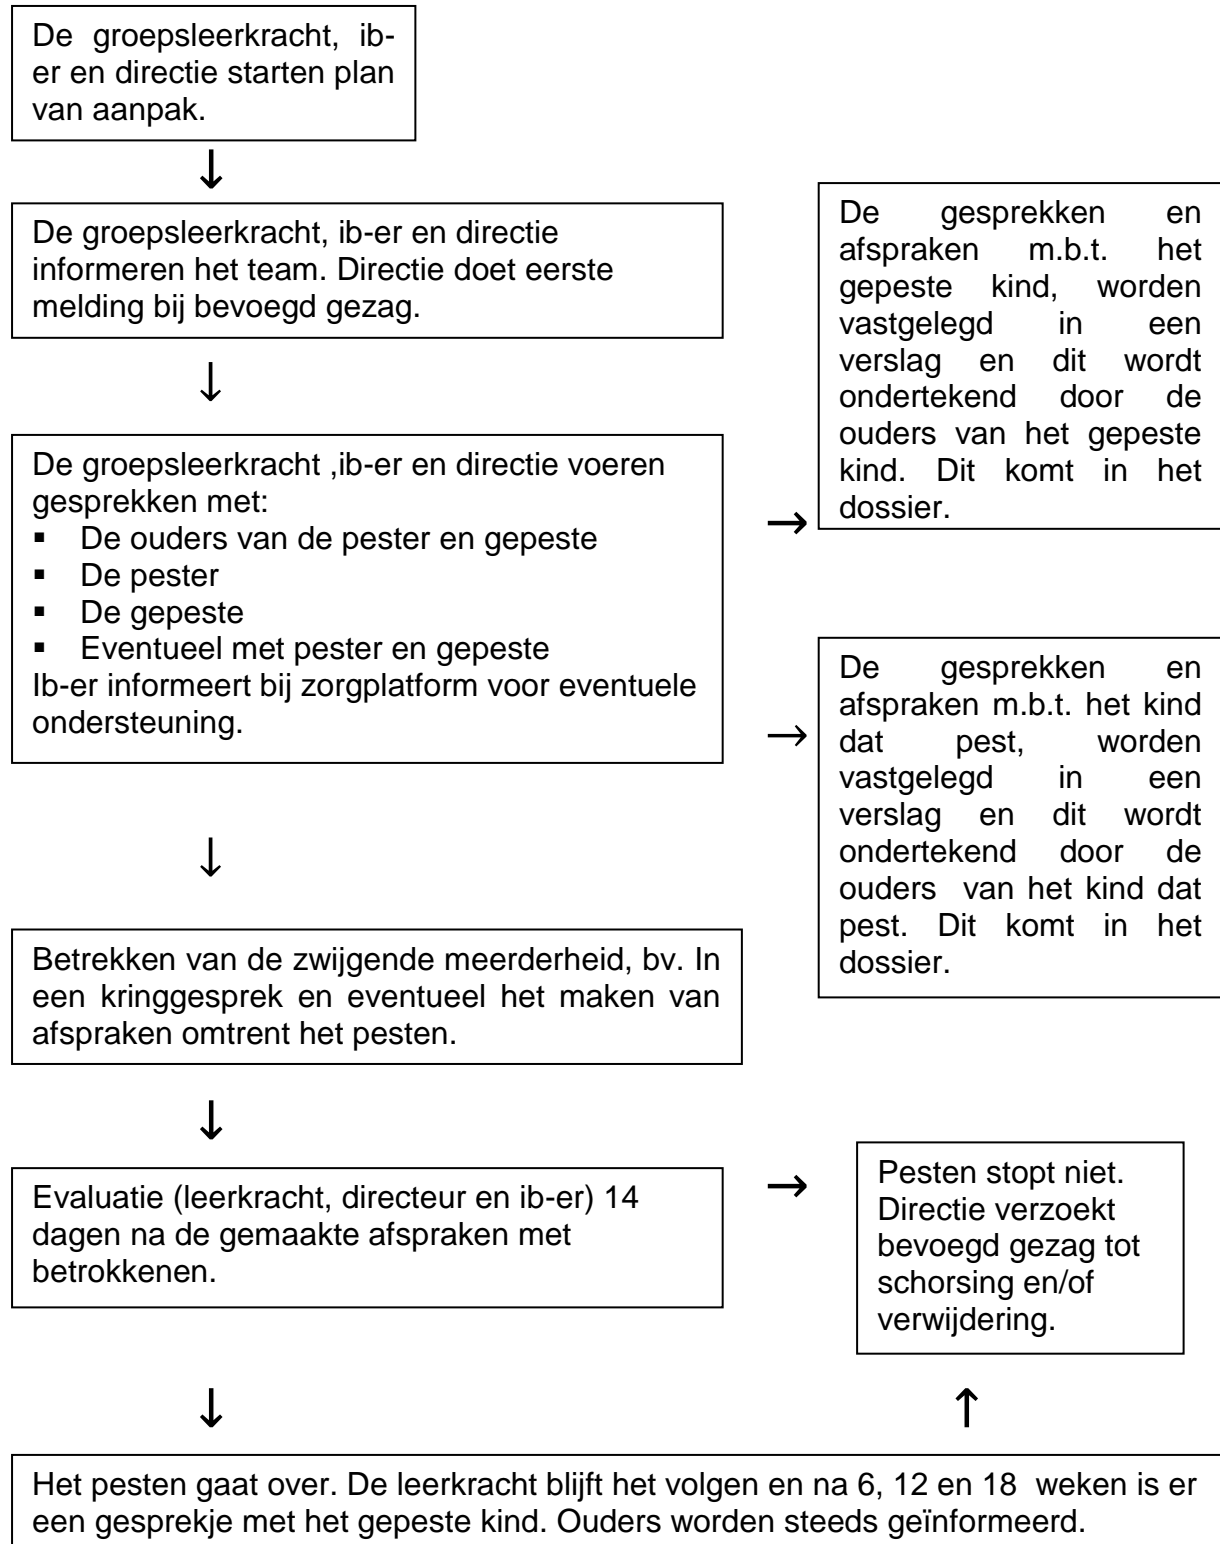 De groepsleerkracht, ib-
er en directie starten plan
van aanpak.
↓
De groepsleerkracht, ib-er en directie
informeren het team. Directie doet eerste
melding bij bevoegd gezag.
↓
De groepsleerkracht ,ib-er en directie voeren
gesprekken met:
▪ De ouders van de pester en gepeste
▪ De pester
▪ De gepeste
▪ Eventueel met pester en gepeste
Ib-er informeert bij zorgplatform voor eventuele
ondersteuning.
→
De gesprekken en
afspraken m.b.t. het
gepeste kind, worden
vastgelegd in een
verslag en dit wordt
ondertekend door de
ouders van het gepeste
kind. Dit komt in het
dossier.
→
De gesprekken en
afspraken m.b.t. het kind
dat pest, worden
vastgelegd in een
verslag en dit wordt
ondertekend door de
ouders van het kind dat
pest. Dit komt in het
dossier.
↓
Betrekken van de zwijgende meerderheid, bv. In
een kringgesprek en eventueel het maken van
afspraken omtrent het pesten.
↓
Evaluatie (leerkracht, directeur en ib-er) 14
dagen na de gemaakte afspraken met
betrokkenen.
→
Pesten stopt niet.
Directie verzoekt
bevoegd gezag tot
schorsing en/of
verwijdering.
↓
↑
Het pesten gaat over. De leerkracht blijft het volgen en na 6, 12 en 18 weken is er
een gesprekje met het gepeste kind. Ouders worden steeds geïnformeerd.